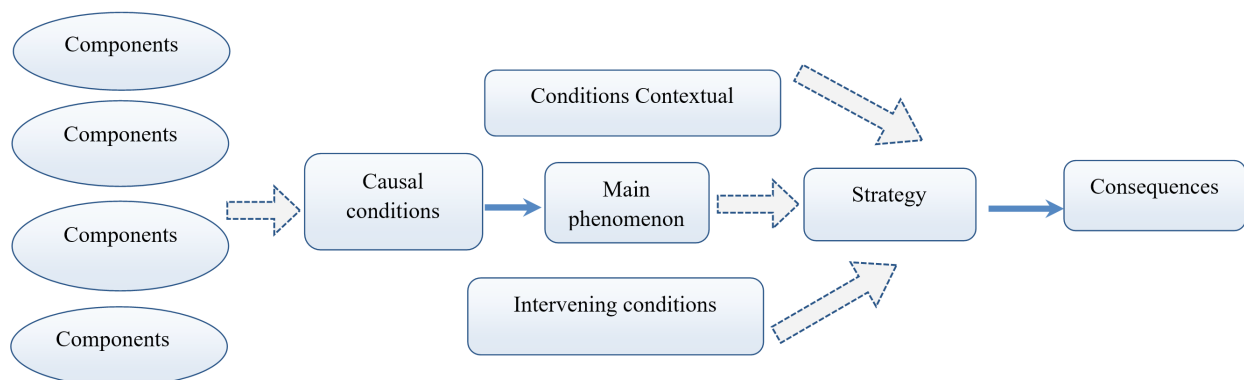 Components
Components
Components
Components
Causal
conditions
Conditions Contextual
Main
phenomenon
Intervening conditions
Strategy
Consequences